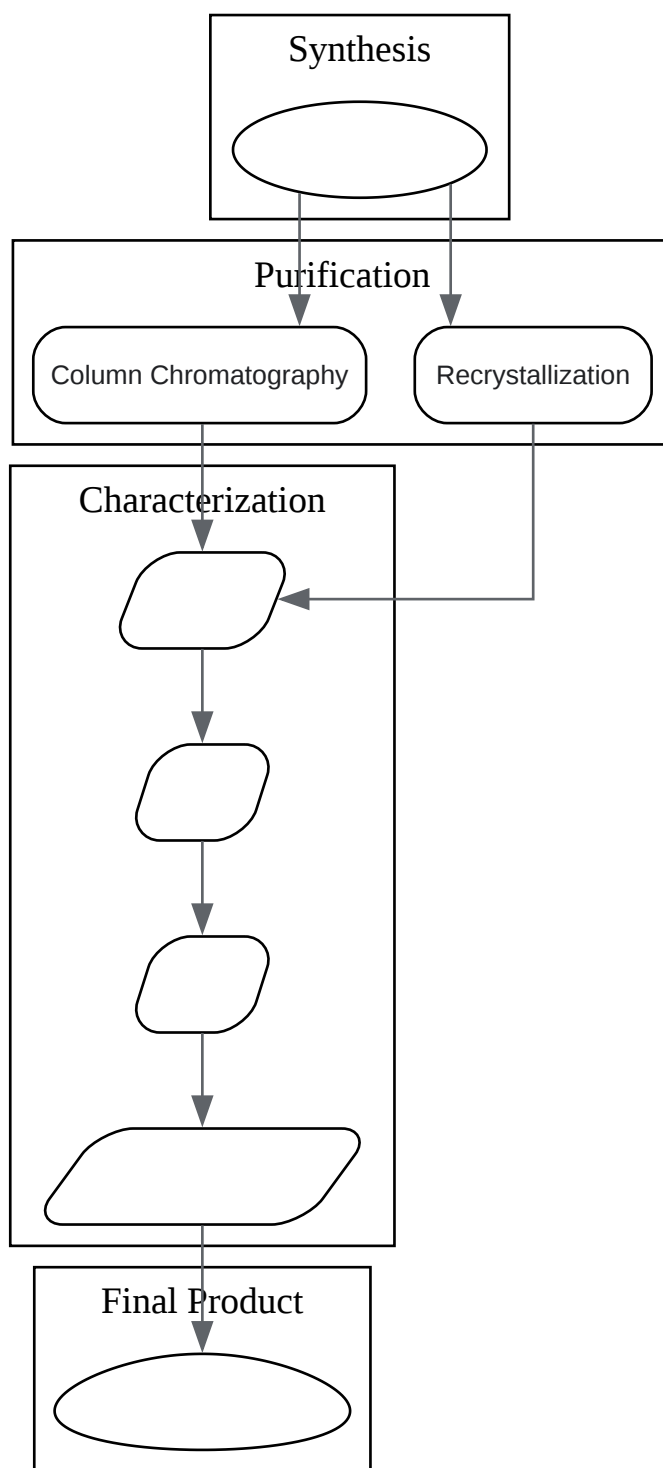 Synthesis
Purification
Column Chromatography
Recrystallization
Characterization
Final Product